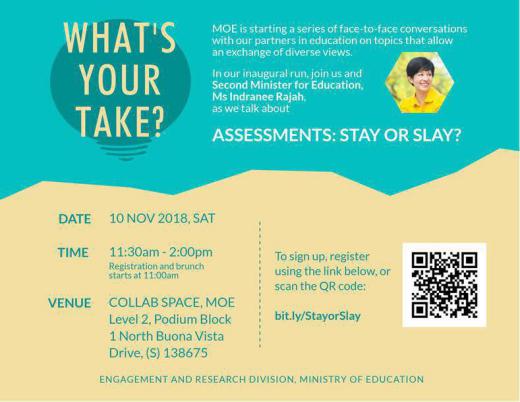 WHAT'S
YOUR
TAKE?
MOE is starting a series of face-to-face conversations
with our partners in education on topics that allow
an exchange of diverse views.
In our inaugural run, join us and
Second Minister for Education,
Ms Indranee Rajah,
as we talk about
ASSESSMENTS: STAY OR SLAY?
DATE 10 NOV 2018, SAT
TIME 11:30am - 2:00pm
Registration and brunch
starts at 11:00am
VENUE COLLAB SPACE, MOE
Level 2, Podium Block
1 North Buona Vista
Drive, (S) 138675
To sign up, register
using the link below, or
scan the QR code:
bit.ly/StayorSlay
ENGAGEMENT AND RESEARCH DIVISION, MINISTRY OF EDUCATION